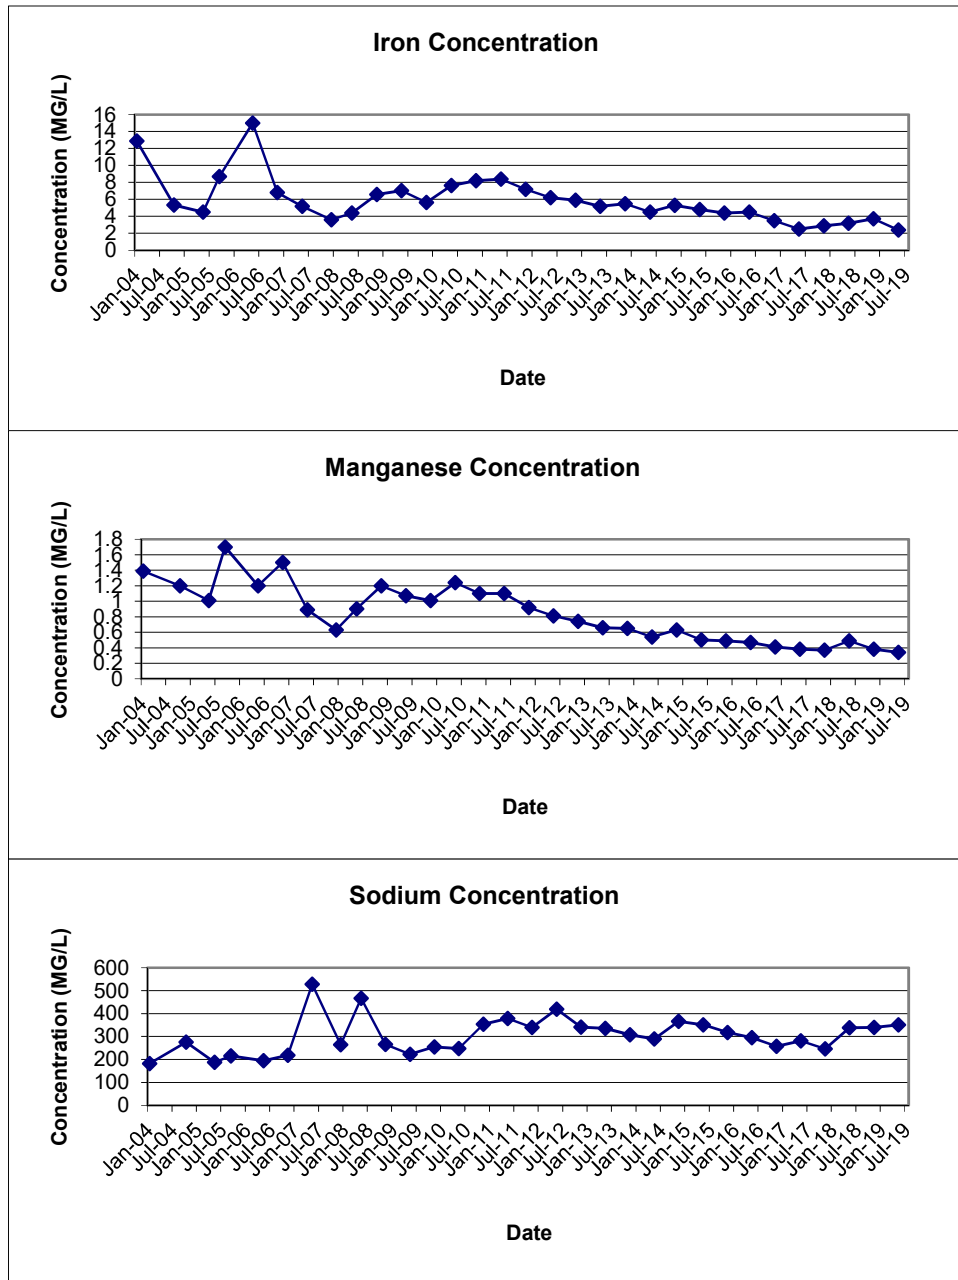 Iron Concentration
Concentration (MG/L)
16
14
12
10
8
6
4
2
0
Jan-04
Jul-04
Jan-05
Jul-05
Jan-06
Jul-06
Jan-07
Jul-07
Jan-08
Jul-08
Jan-09
Jul-09
Jan-10
Jul-10
Jan-11
Jul-11
Jan-12
Jul-12
Jan-13
Jul-13
Jan-14
Jul-14
Jan-15
Jul-15
Jan-16
Jul-16
Jan-17
Jul-17
Jan-18
Jul-18
Jan-19
Jul-19
Date
Manganese Concentration
Concentration (MG/L)
1.8
1.6
1.4
1.2
1
0.8
0.6
0.4
0.2
0
Jan-04
Jul-04
Jan-05
Jul-05
Jan-06
Jul-06
Jan-07
Jul-07
Jan-08
Jul-08
Jan-09
Jul-09
Jan-10
Jul-10
Jan-11
Jul-11
Jan-12
Jul-12
Jan-13
Jul-13
Jan-14
Jul-14
Jan-15
Jul-15
Jan-16
Jul-16
Jan-17
Jul-17
Jan-18
Jul-18
Jan-19
Jul-19
Date
Sodium Concentration
Concentration (MG/L)
600
500
400
300
200
100
0
Jan-04
Jul-04
Jan-05
Jul-05
Jan-06
Jul-06
Jan-07
Jul-07
Jan-08
Jul-08
Jan-09
Jul-09
Jan-10
Jul-10
Jan-11
Jul-11
Jan-12
Jul-12
Jan-13
Jul-13
Jan-14
Jul-14
Jan-15
Jul-15
Jan-16
Jul-16
Jan-17
Jul-17
Jan-18
Jul-18
Jan-19
Jul-19
Date